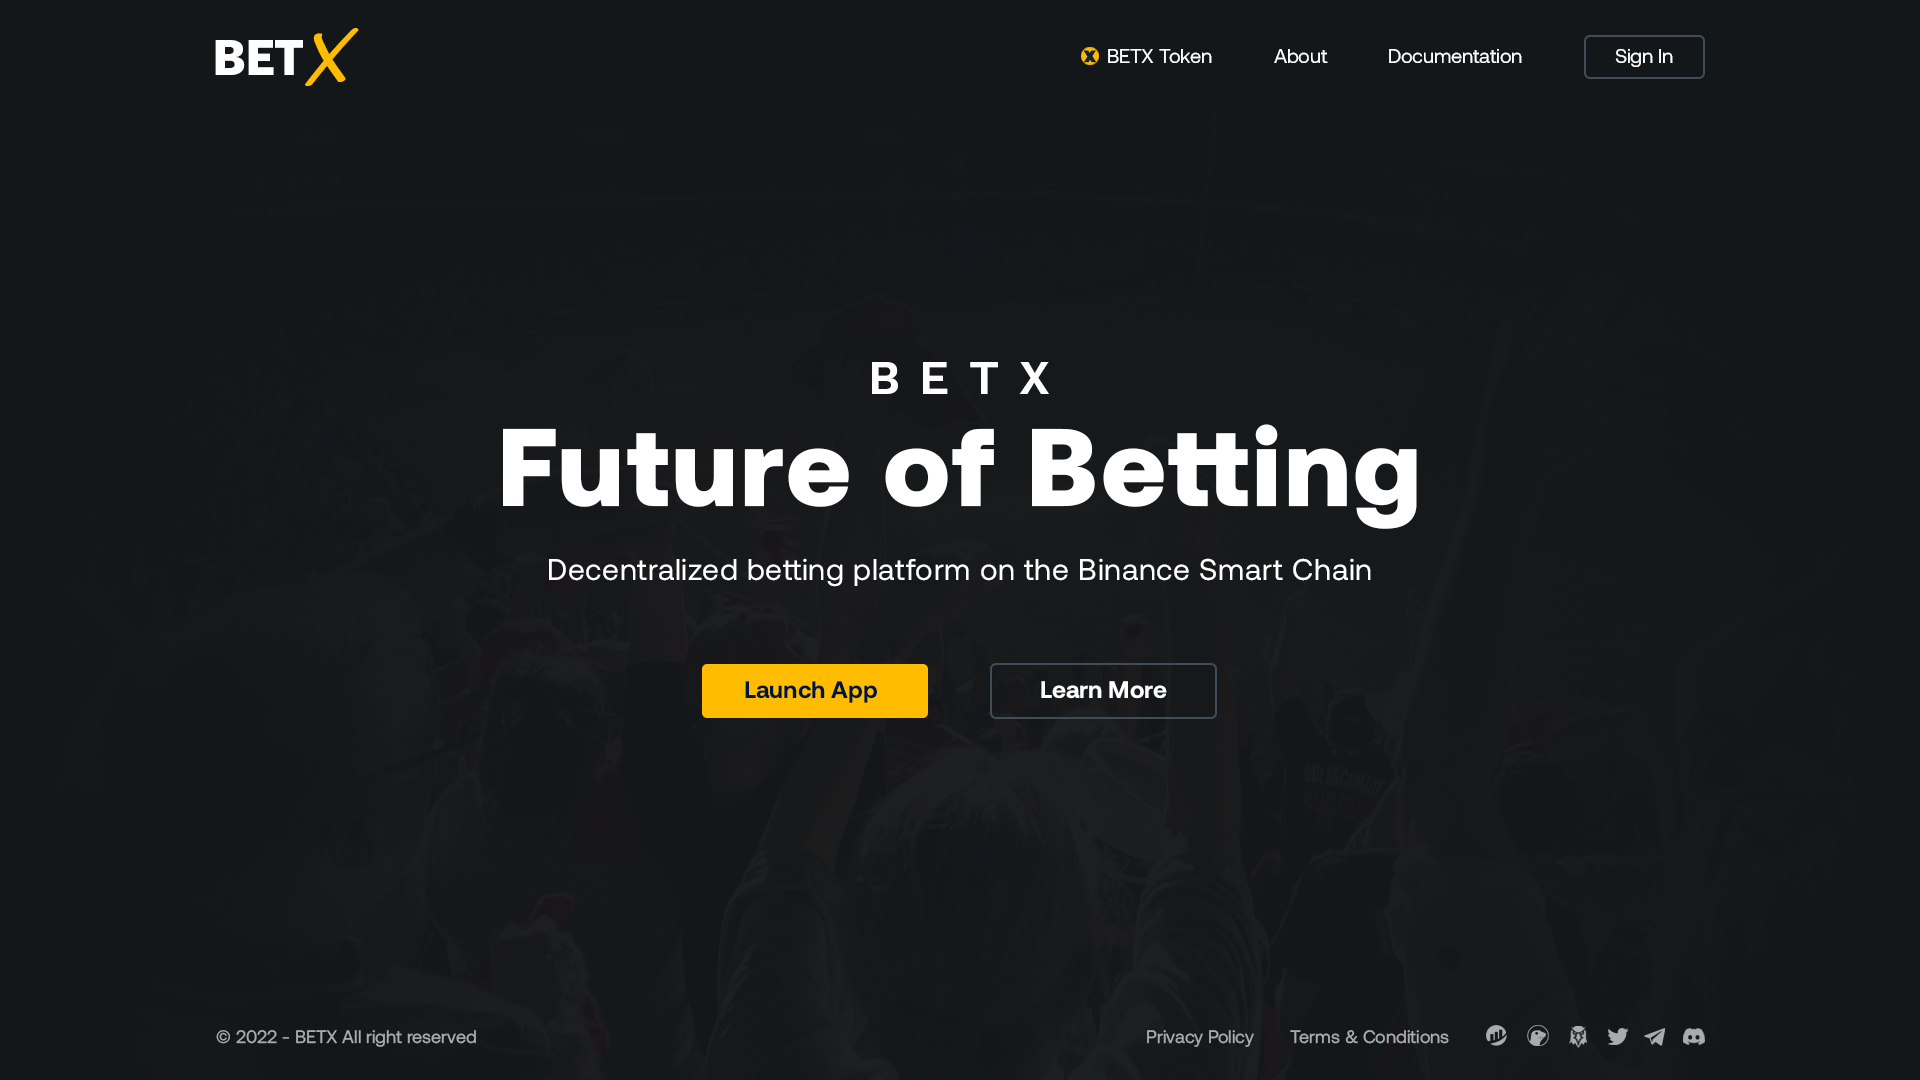 BETX
BETX Token
About
Documentation
Sign In
BETX
Future of Betting
Decentralized betting platform on the Binance Smart Chain
Launch App
Learn More
© 2022 - BETX All right reserved
Privacy Policy
Terms & Conditions